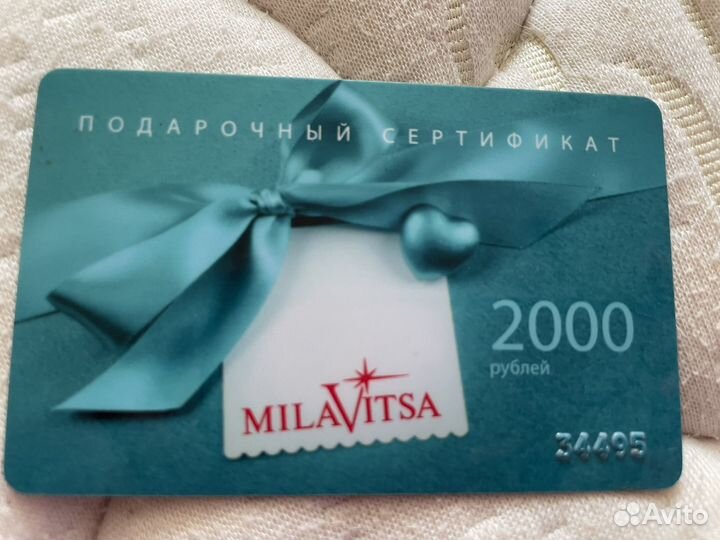 ПОДАРОЧНЫЙ СЕРТИФИКАТ
2000
рублей
MILAVITSA
34495
Avito